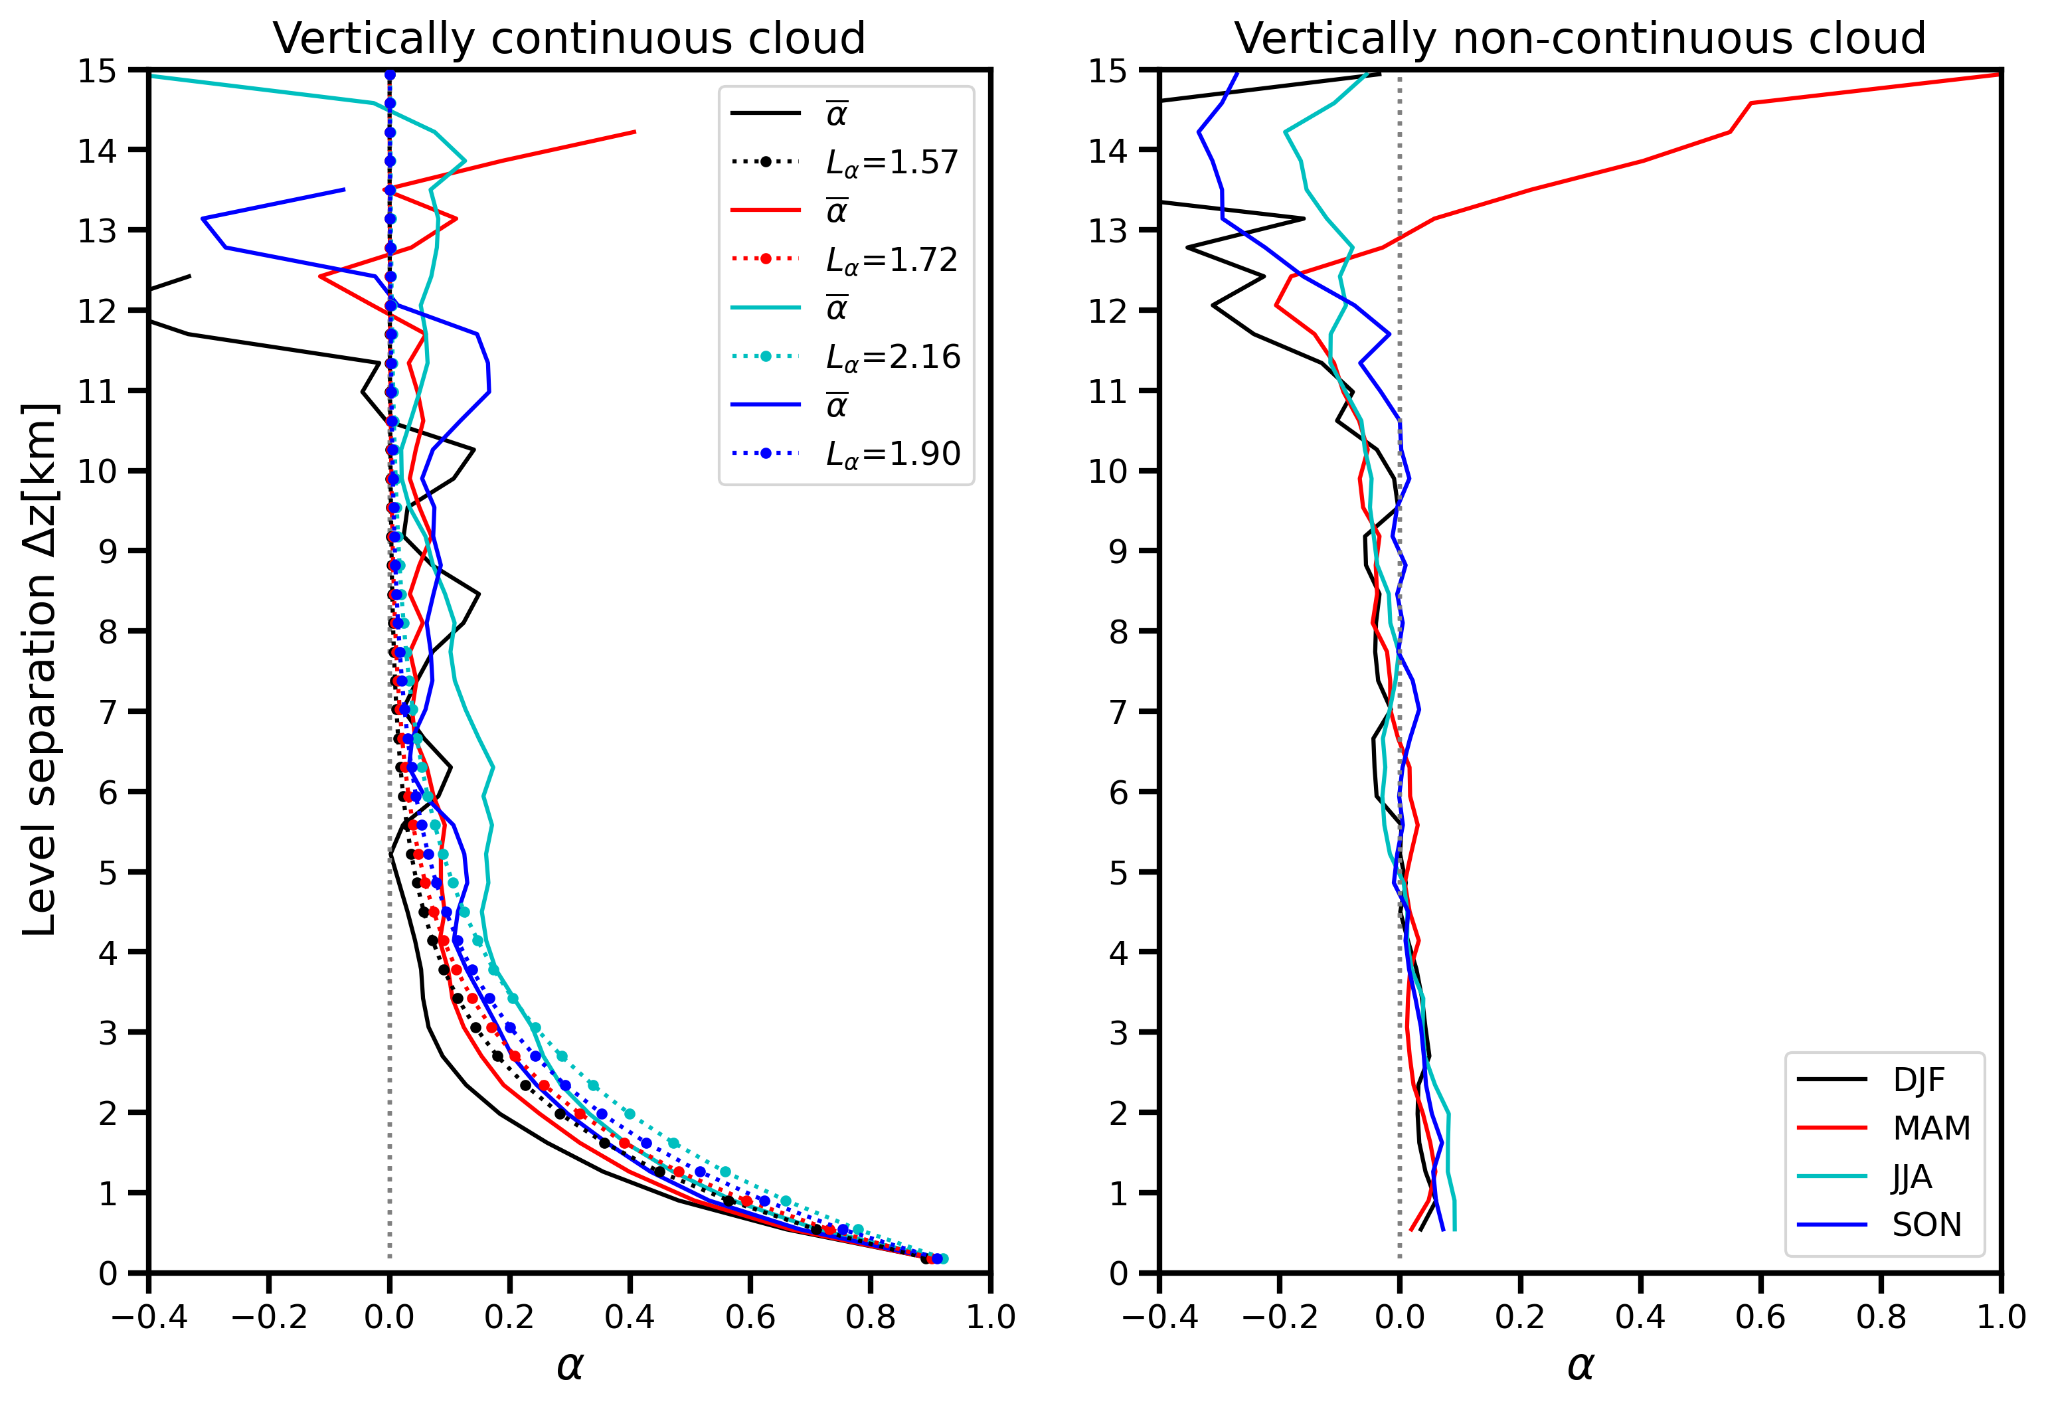 Vertically continuous cloud
Vertically non-continuous cloud
Level separation Δz[km]
15
14
13
12
11
10
9
8
7
6
5
4
3
2
1
0
−0.4
−0.2
0.0
0.2
0.4
0.6
0.8
1.0
α
α̅
Lα=1.57
α̅
Lα=1.72
α̅
Lα=2.16
α̅
Lα=1.90
15
14
13
12
11
10
9
8
7
6
5
4
3
2
1
0
−0.4
−0.2
0.0
0.2
0.4
0.6
0.8
1.0
α
DJF
MAM
JJA
SON